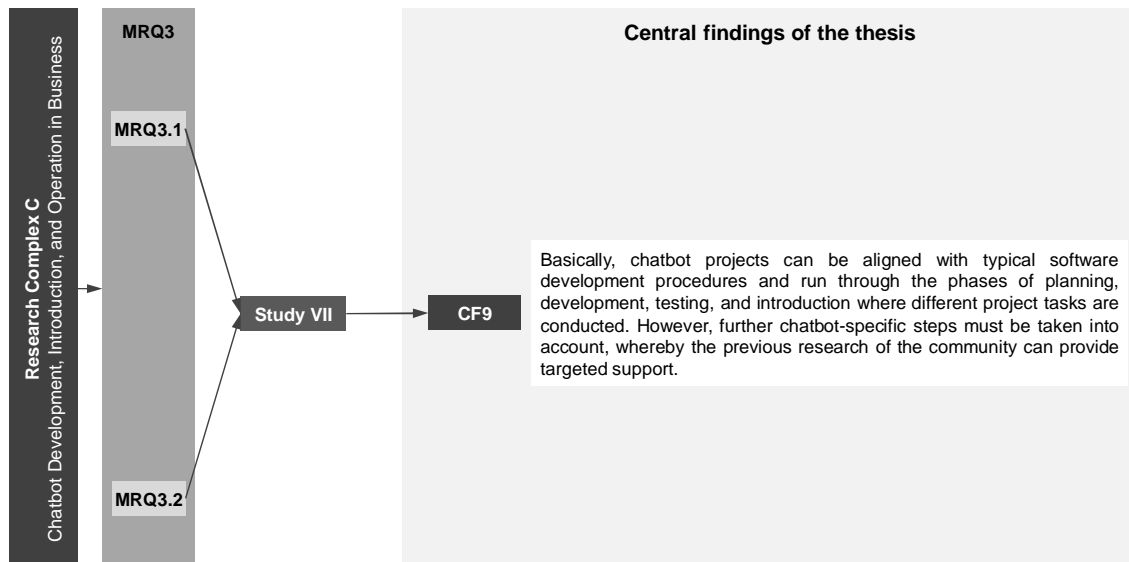 Research Complex C
Chatbot Development, Introduction, and Operation in Business
MRQ3
MRQ3.1
MRQ3.2
Study VII
Central findings of the thesis
CF9
Basically, chatbot projects can be aligned with typical software
development procedures and run through the phases of planning,
development, testing, and introduction where different project tasks are
conducted. However, further chatbot-specific steps must be taken into
account, whereby the previous research of the community can provide
targeted support.